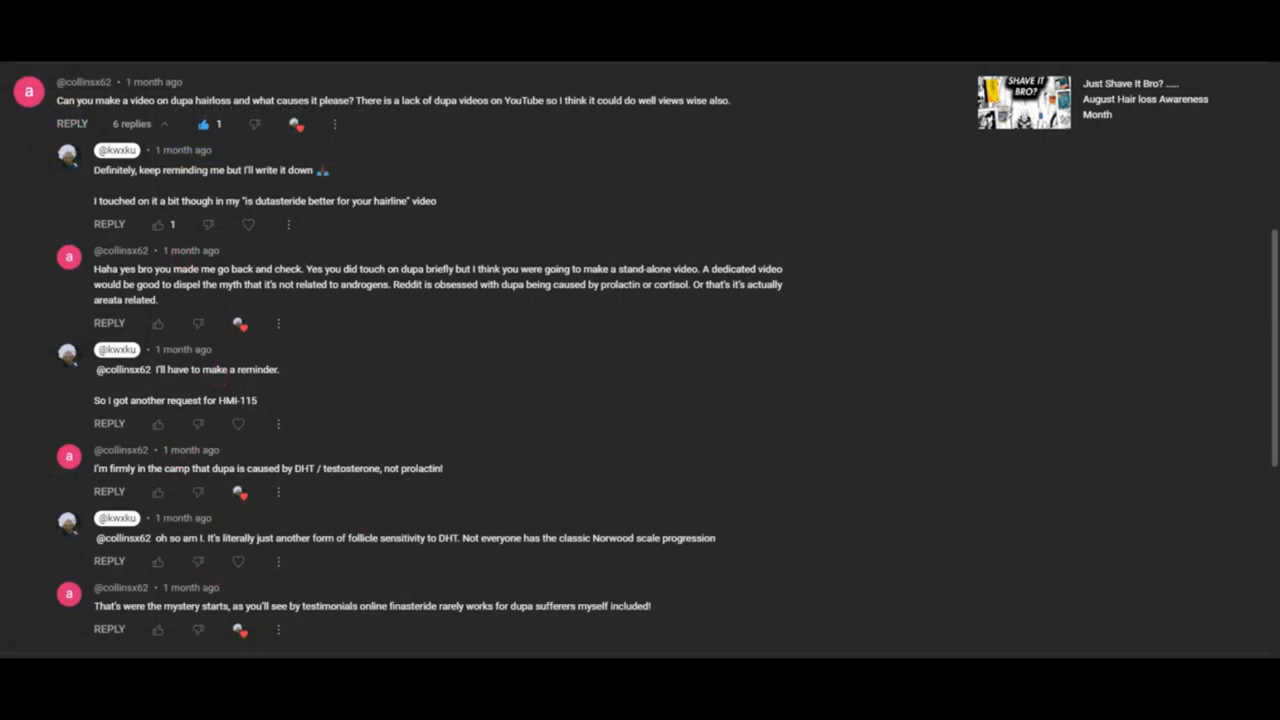 @collinsx62 • 1 month ago
Can you make a video on dupa hairloss and what causes it please? There is a lack of dupa videos on YouTube so I think it could do well views wise also.
REPLY 6 replies 1
@kwxku • 1 month ago
Definitely, keep reminding me but I'll write it down
I touched on it a bit though in my "is dutasteride better for your hairline" video
REPLY 1
@collinsx62 • 1 month ago
Haha yes bro you made me go back and check. Yes you did touch on dupa briefly but I think you were going to make a stand-alone video. A dedicated video
would be good to dispel the myth that it's not related to androgens. Reddit is obsessed with dupa being caused by prolactin or cortisol. Or that's it's actually
areata related.
REPLY
@kwxku • 1 month ago
@collinsx62 I'll have to make a reminder.
So I got another request for HMI-115
REPLY
@collinsx62 • 1 month ago
I'm firmly in the camp that dupa is caused by DHT / testosterone, not prolactin!
REPLY
@kwxku • 1 month ago
@collinsx62 oh so am I. It's literally just another form of follicle sensitivity to DHT. Not everyone has the classic Norwood scale progression
REPLY
@collinsx62 • 1 month ago
That's were the mystery starts, as you'll see by testimonials online finasteride rarely works for dupa sufferers myself included!
REPLY
SHAVE IT
BRO?
Just Shave It Bro? .....
August Hair loss Awareness
Month
a
a
a
a